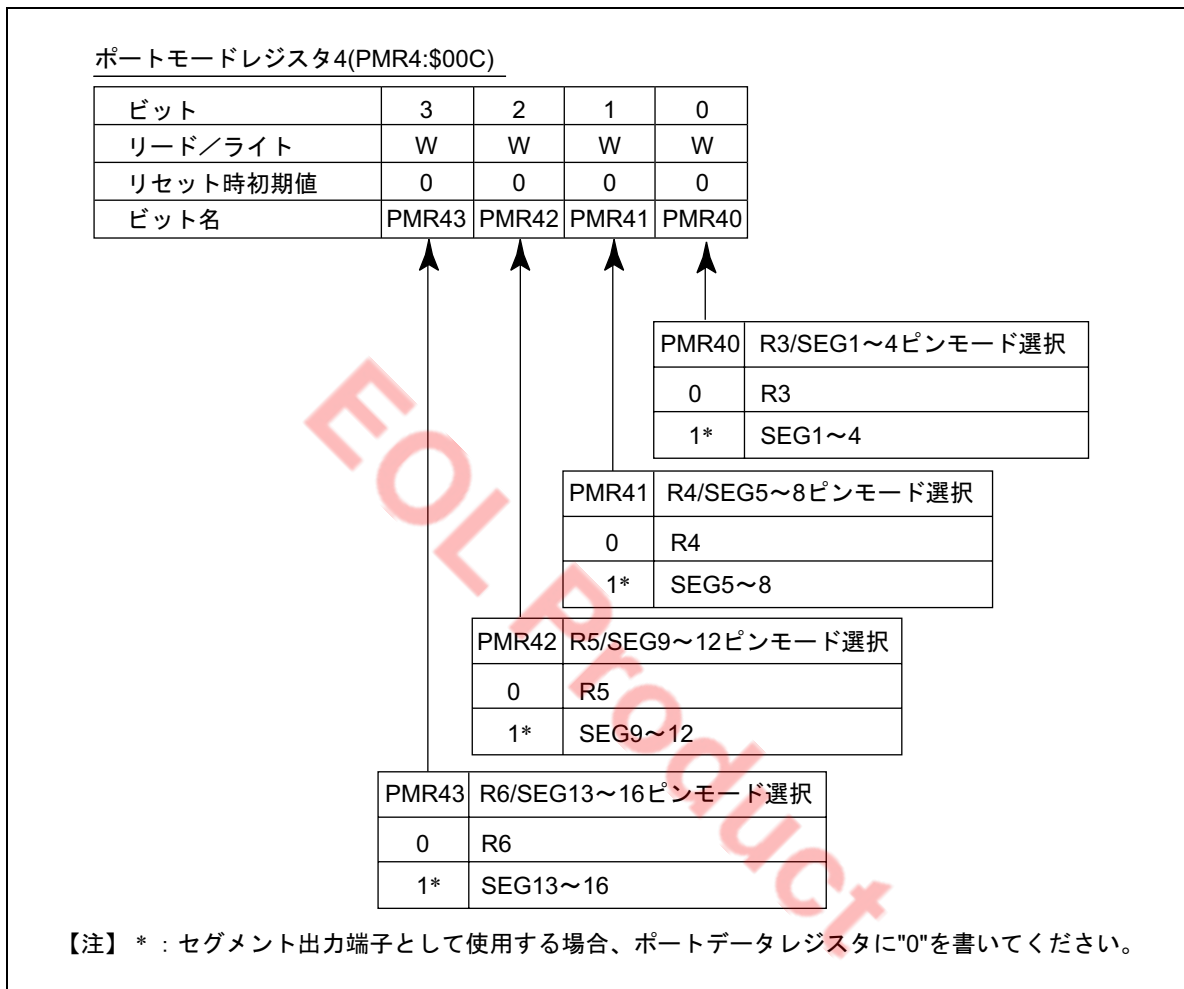 ポートモードレジスタ4(PMR4:$00C)
ビット 3 2 1 0
リード／ライト W W W W
リセット時初期値 0 0 0 0
ビット名 PMR43 PMR42 PMR41 PMR40
PMR40 R3/SEG1～4ピンモード選択
0 R3
1* SEG1～4
PMR41 R4/SEG5～8ピンモード選択
0 R4
1* SEG5～8
PMR42 R5/SEG9～12ピンモード選択
0 R5
1* SEG9～12
PMR43 R6/SEG13～16ピンモード選択
0 R6
1* SEG13～16
【注】 * ：セグメント出力端子として使用する場合、ポートデータレジスタに"0"を書いてください。
EOL Product